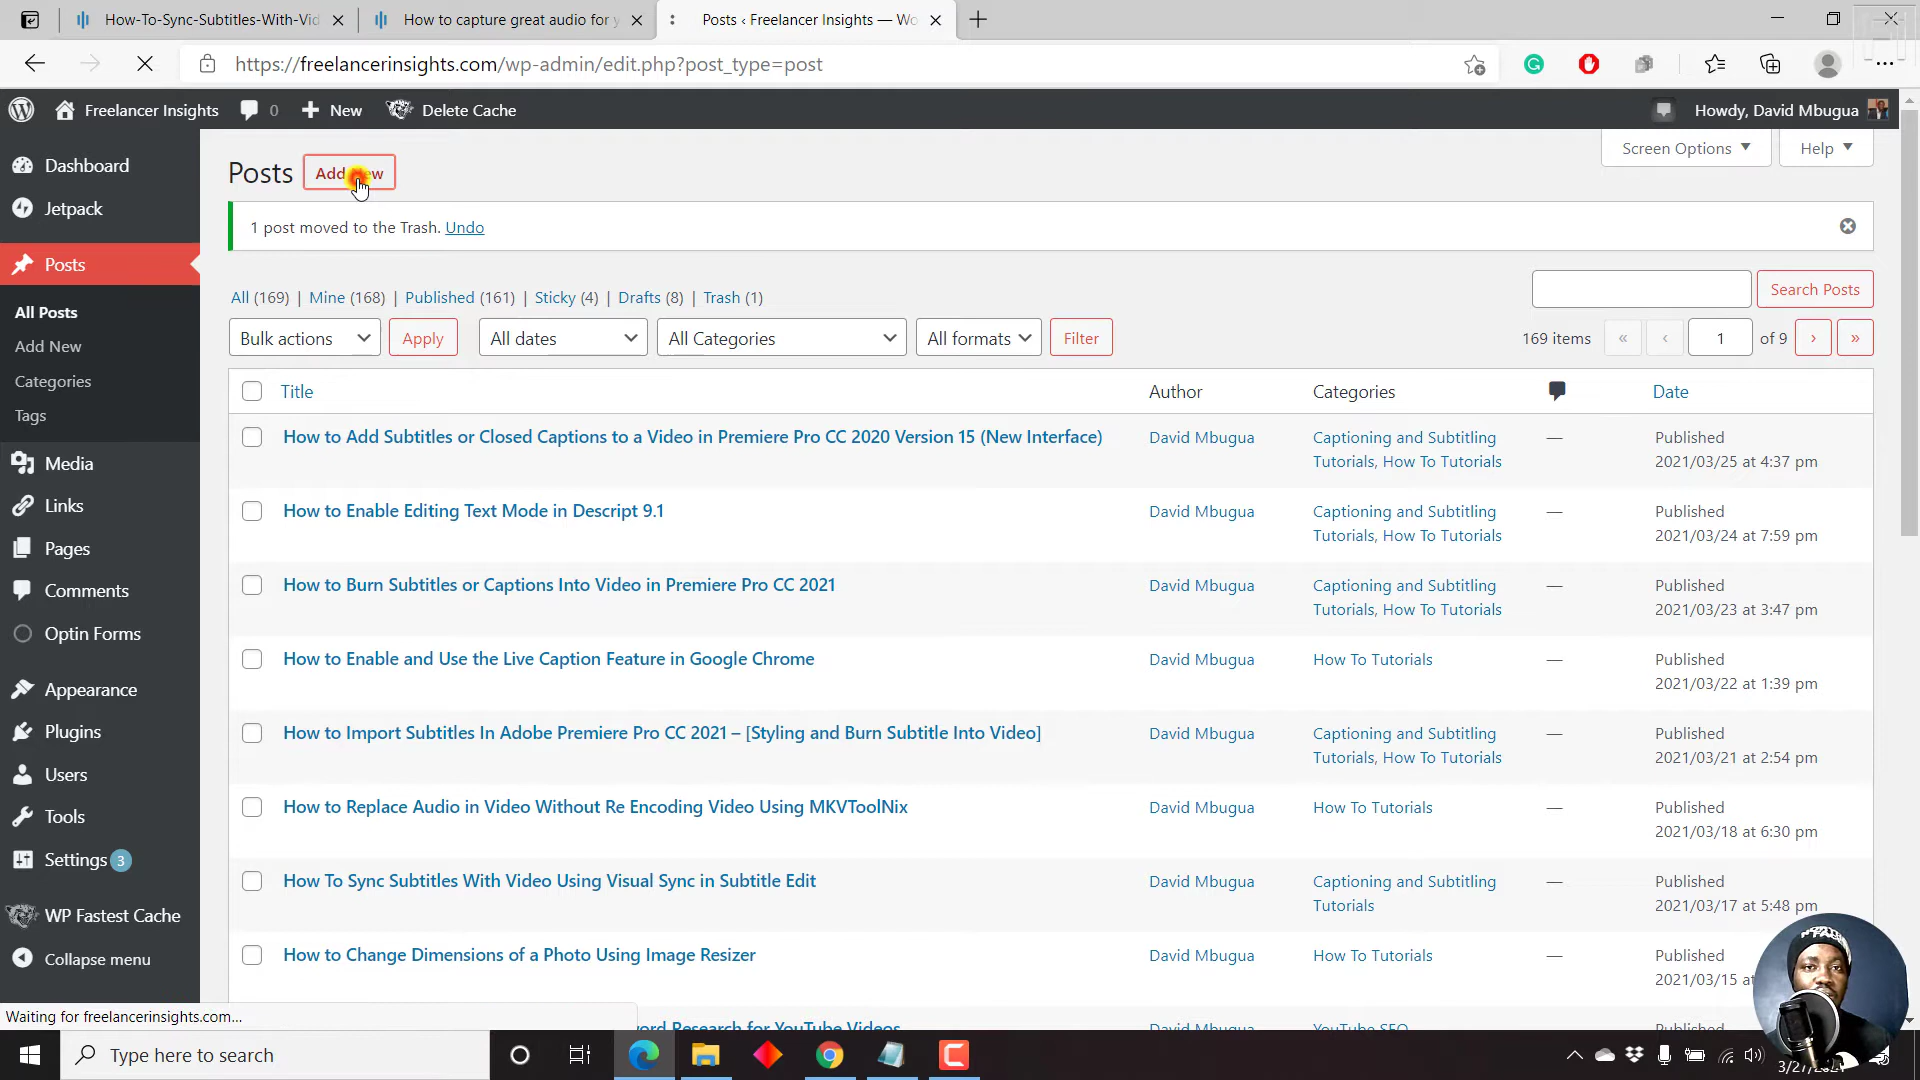 How-To-Sync-Subtitles-With-Vid
How to capture great audio for y
Posts ‹ Freelancer Insights — Wo
https://freelancerinsights.com/wp-admin/edit.php?post_type=post
Freelancer Insights
0
New
Delete Cache
Howdy, David Mbugua
Dashboard
Jetpack
Posts
All Posts
Add New
Categories
Tags
Media
Links
Pages
Comments
Optin Forms
Appearance
Plugins
Users
Tools
Settings 3
WP Fastest Cache
Collapse menu
Posts
Add New
Screen Options
Help
1 post moved to the Trash. Undo
All (169) | Mine (168) | Published (161) | Sticky (4) | Drafts (8) | Trash (1)
Search Posts
Bulk actions
Apply
All dates
All Categories
All formats
Filter
169 items « ‹ 1 of 9 › »
Title Author Categories Date
How to Add Subtitles or Closed Captions to a Video in Premiere Pro CC 2020 Version 15 (New Interface) David Mbugua Captioning and Subtitling — Published
Tutorials, How To Tutorials 2021/03/25 at 4:37 pm
How to Enable Editing Text Mode in Descript 9.1 David Mbugua Captioning and Subtitling — Published
Tutorials, How To Tutorials 2021/03/24 at 7:59 pm
How to Burn Subtitles or Captions Into Video in Premiere Pro CC 2021 David Mbugua Captioning and Subtitling — Published
Tutorials, How To Tutorials 2021/03/23 at 3:47 pm
How to Enable and Use the Live Caption Feature in Google Chrome David Mbugua How To Tutorials — Published
2021/03/22 at 1:39 pm
How to Import Subtitles In Adobe Premiere Pro CC 2021 – [Styling and Burn Subtitle Into Video] David Mbugua Captioning and Subtitling — Published
Tutorials, How To Tutorials 2021/03/21 at 2:54 pm
How to Replace Audio in Video Without Re Encoding Video Using MKVToolNix David Mbugua How To Tutorials — Published
2021/03/18 at 6:30 pm
How To Sync Subtitles With Video Using Visual Sync in Subtitle Edit David Mbugua Captioning and Subtitling — Published
Tutorials 2021/03/17 at 5:48 pm
How to Change Dimensions of a Photo Using Image Resizer David Mbugua How To Tutorials — Published
2021/03/15 at
Research for YouTube Videos David Mbugua YouTube SEO
Waiting for freelancerinsights.com...
Type here to search